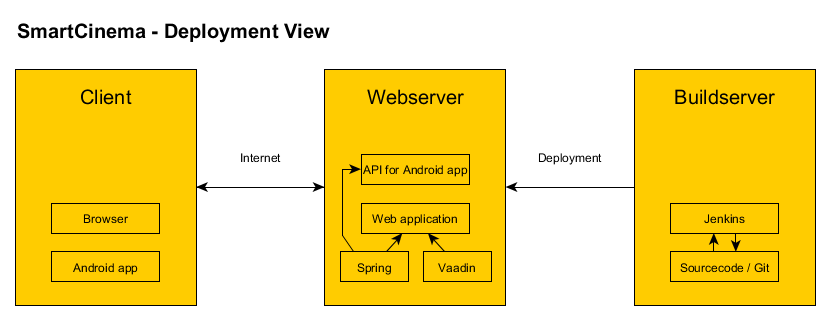 SmartCinema - Deployment View
Client
Browser
Android app
Internet
Webserver
API for Android app
Web application
Spring
Vaadin
Deployment
Buildserver
Jenkins
Sourcecode / Git